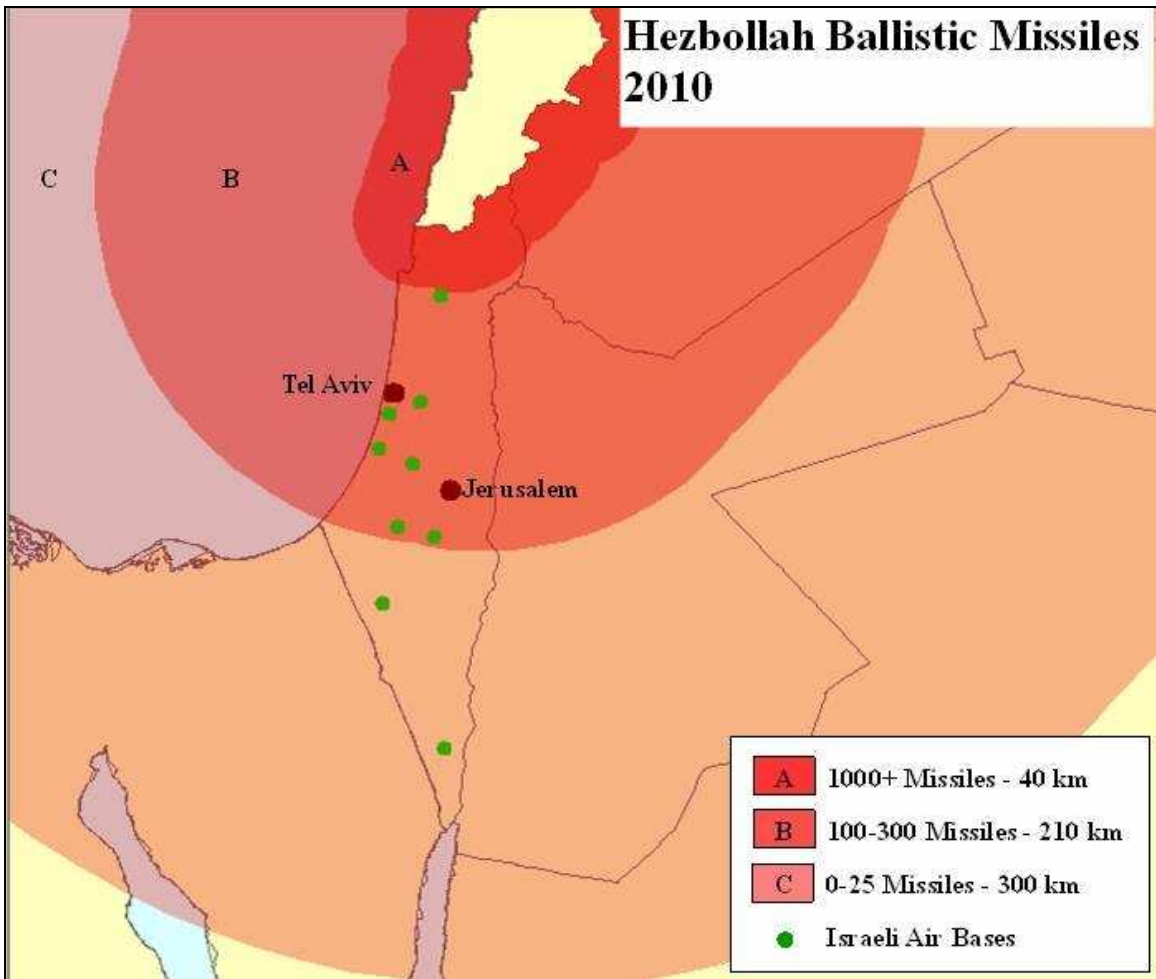 Hezbollah Ballistic Missiles
2010
C
B
A
Tel Aviv
Jerusalem
A 1000+ Missiles - 40 km
B 100-300 Missiles - 210 km
C 0-25 Missiles - 300 km
Israeli Air Bases